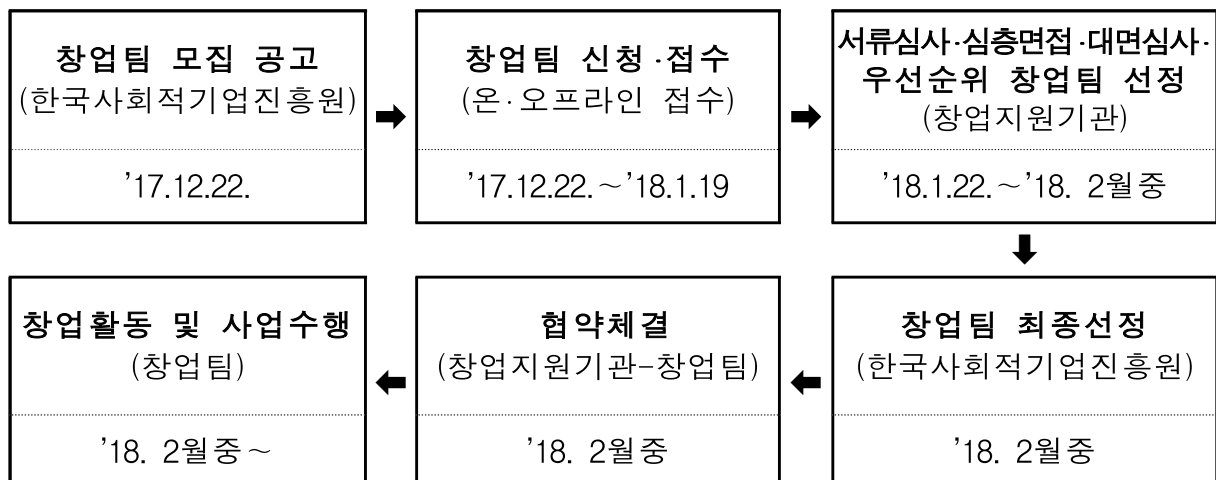 창업팀 모집 공고
(한국사회적기업진흥원)
'17.12.22.
창업팀 신청·접수
(온·오프라인 접수)
'17.12.22.~'18.1.19
서류심사·심층면접·대면심사·
우선순위 창업팀 선정
(창업지원기관)
'18.1.22.~'18. 2월중
창업팀 최종선정
(한국사회적기업진흥원)
'18. 2월중
협약체결
(창업지원기관-창업팀)
'18. 2월중
창업활동 및 사업수행
(창업팀)
'18. 2월중~